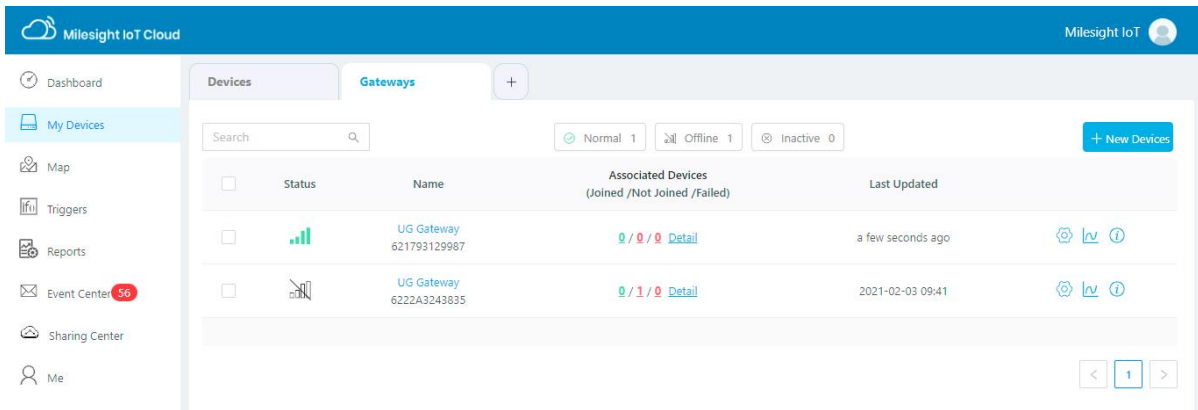 Milesight IoT Cloud
Milesight IoT
Dashboard
My Devices
Map
Triggers
Reports
Event Center 56
Sharing Center
Me
Devices
Gateways
+
Search
Normal 1
Offline 1
Inactive 0
+ New Devices
Status
Name
Associated Devices
(Joined /Not Joined /Failed)
Last Updated
UG Gateway
621793129987
0 / 0 / 0 Detail
a few seconds ago
UG Gateway
6222A3243835
0 / 1 / 0 Detail
2021-02-03 09:41
< 1 >